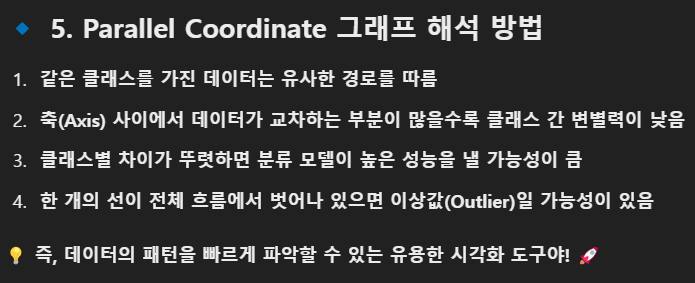 🔹 5. Parallel Coordinate 그래프 해석 방법
1. 같은 클래스를 가진 데이터는 유사한 경로를 따름
2. 축(Axis) 사이에서 데이터가 교차하는 부분이 많을수록 클래스 간 변별력이 낮음
3. 클래스별 차이가 뚜렷하면 분류 모델이 높은 성능을 낼 가능성이 큼
4. 한 개의 선이 전체 흐름에서 벗어나 있으면 이상값(Outlier)일 가능성이 있음
💡 즉, 데이터의 패턴을 빠르게 파악할 수 있는 유용한 시각화 도구야! 🚀